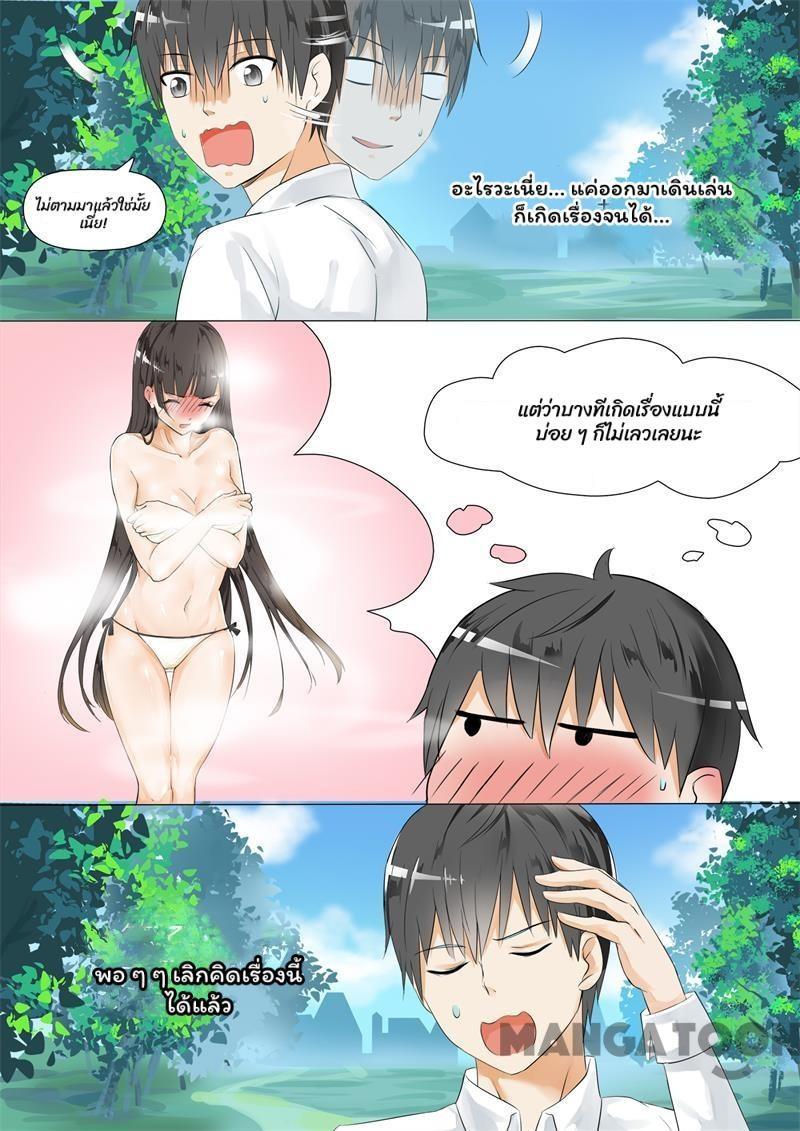 ไม่ตามมาแล้วใช่มั้ย
เนี่ย!
อะไรวะเนี่ย... แค่ออกมาเดินเล่น
ก็เกิดเรื่องจนได้...
แต่ว่าบางทีเกิดเรื่องแบบนี้
บ่อย ๆ ก็ไม่เลวเลยนะ
พอ ๆ ๆ เลิกคิดเรื่องนี้
ได้แล้ว
MANGATOON